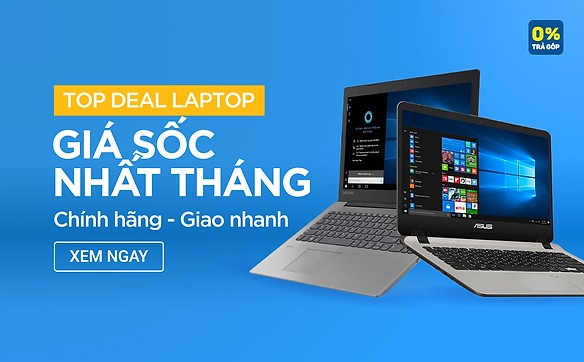 0%
TRẢ GÓP
TOP DEAL LAPTOP
GIÁ SỐC
NHẤT THÁNG
Chính hãng - Giao nhanh
XEM NGAY
ASUS